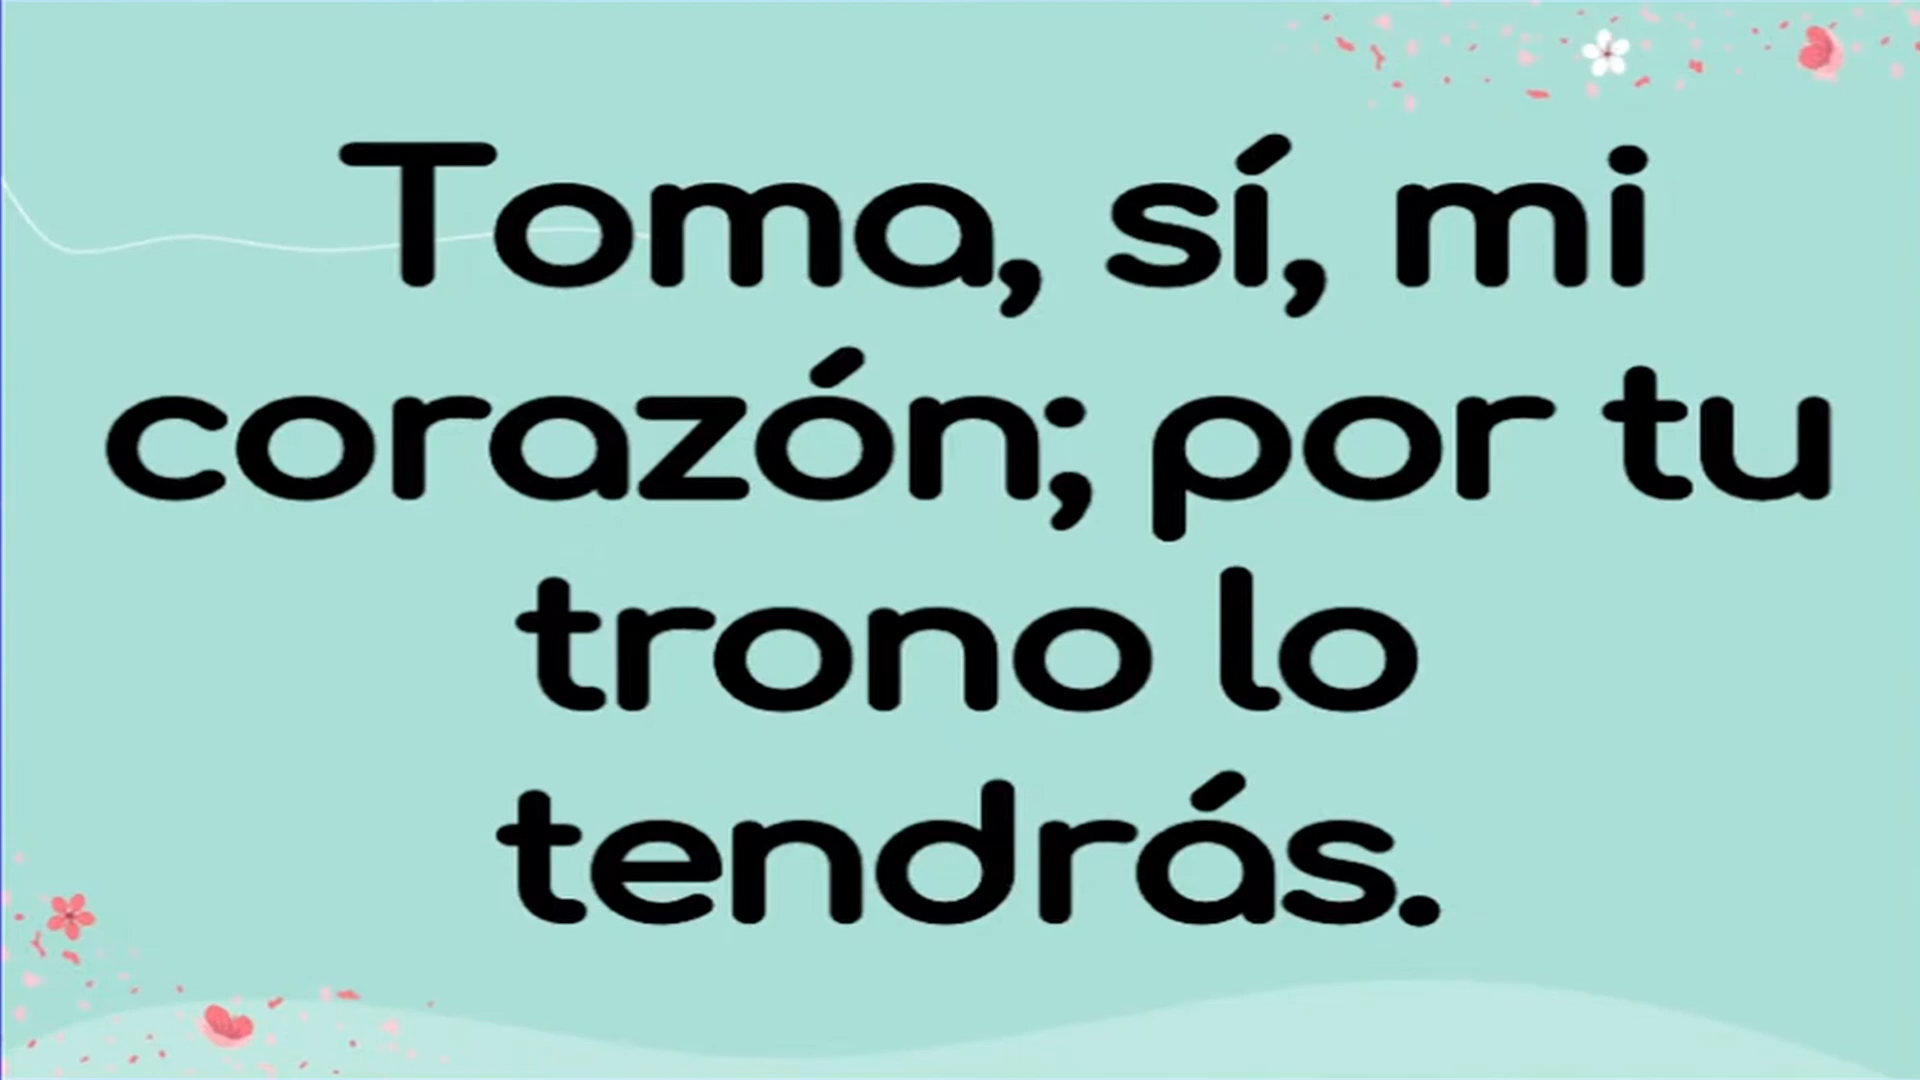 Toma, sí, mi
corazón; por tu
trono lo
tendrás.